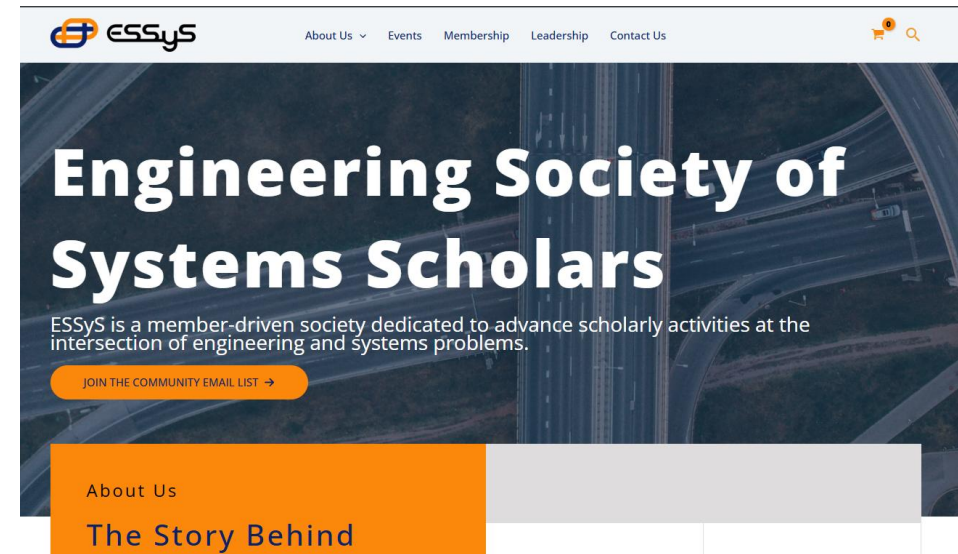 ESSyS
About Us
Events
Membership
Leadership
Contact Us
0
Engineering Society of
Systems Scholars
ESSyS is a member-driven society dedicated to advance scholarly activities at the
intersection of engineering and systems problems.
JOIN THE COMMUNITY EMAIL LIST →
About Us
The Story Behind